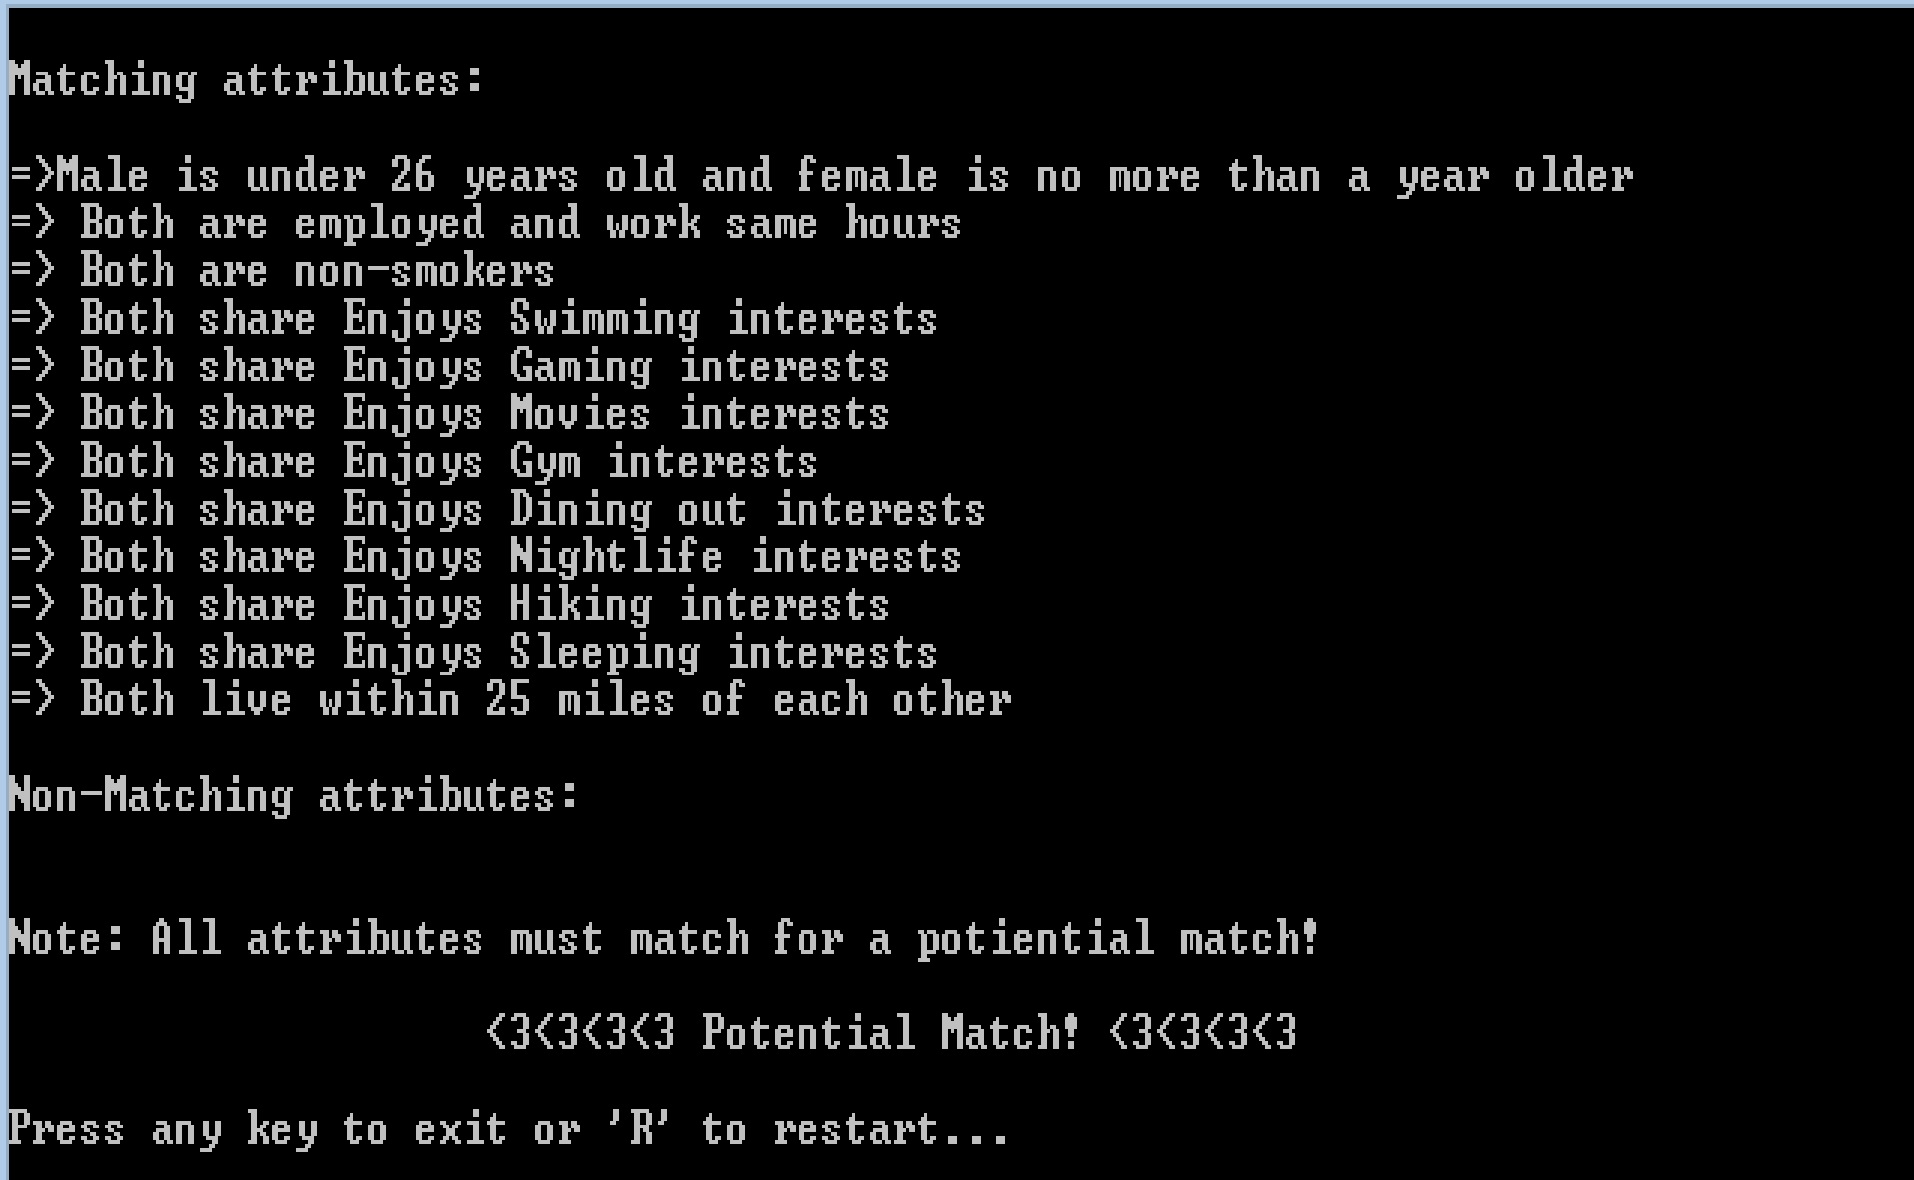 Matching attributes:
=>Male is under 26 years old and female is no more than a year older
=> Both are employed and work same hours
=> Both are non-smokers
=> Both share Enjoys Swimming interests
=> Both share Enjoys Gaming interests
=> Both share Enjoys Movies interests
=> Both share Enjoys Gym interests
=> Both share Enjoys Dining out interests
=> Both share Enjoys Nightlife interests
=> Both share Enjoys Hiking interests
=> Both share Enjoys Sleeping interests
=> Both live within 25 miles of each other
Non-Matching attributes:
Note: All attributes must match for a potiential match!
<3<3<3<3 Potential Match! <3<3<3<3
Press any key to exit or 'R' to restart...